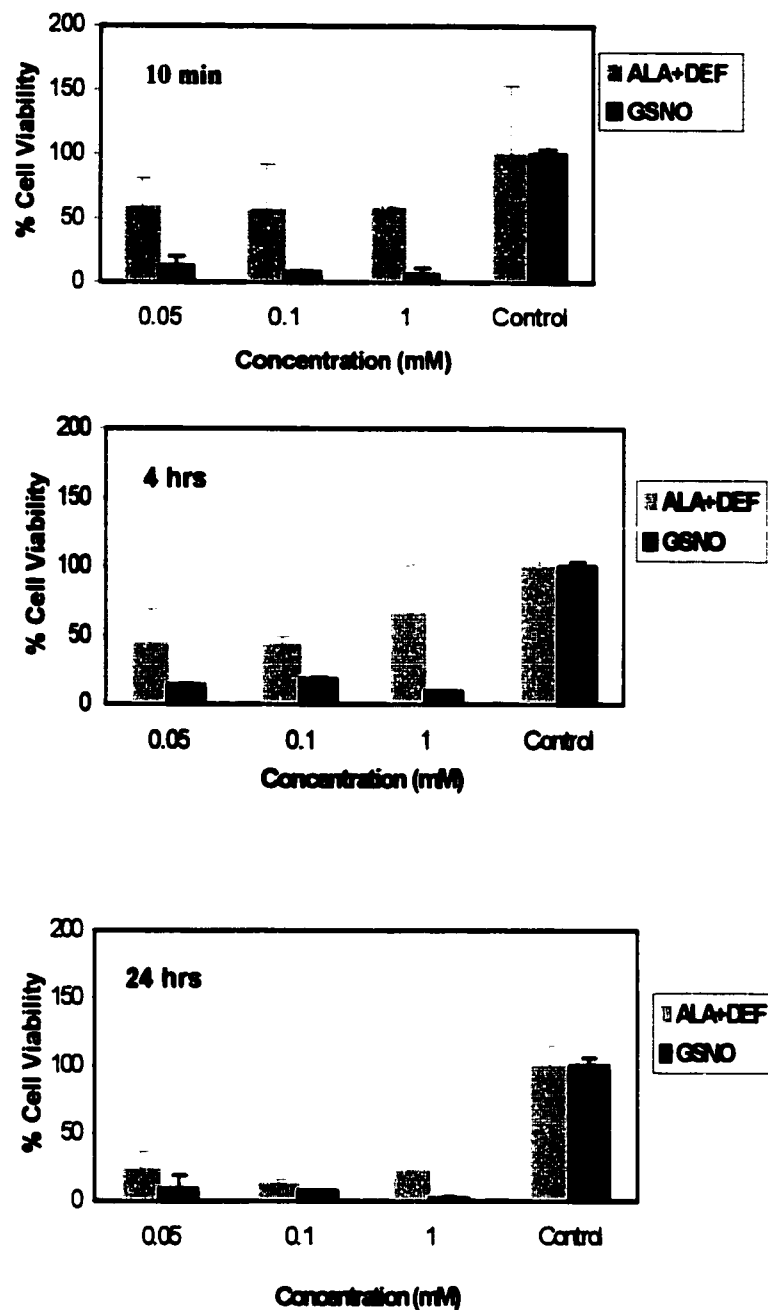 200
150
100
50
0
% Cell Viability
10 min
ALA+DEF
GSNO
0.05 0.1 1 Control
Concentration (mM)
200
150
100
50
0
% Cell Viability
4 hrs
ALA+DEF
GSNO
0.05 0.1 1 Control
Concentration (mM)
200
150
100
50
0
% Cell Viability
24 hrs
ALA+DEF
GSNO
0.05 0.1 1 Control
Concentration (mM)